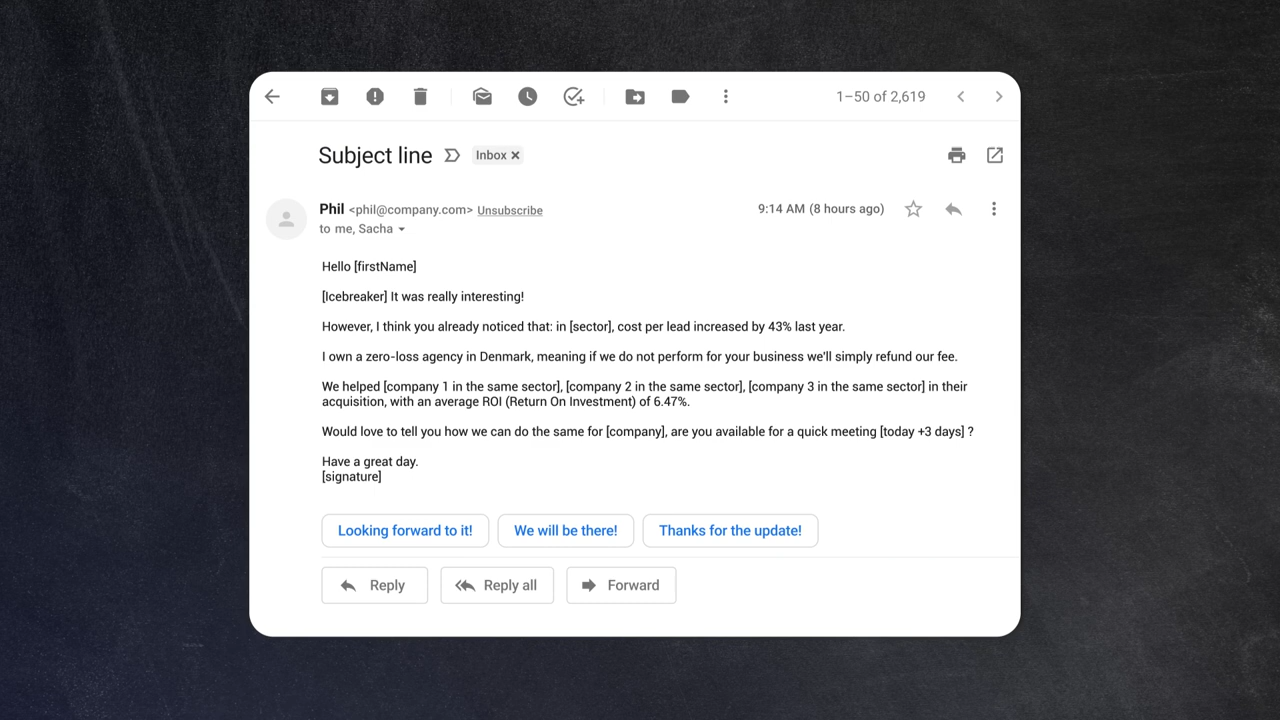 1–50 of 2,619
Subject line
Inbox ×
Phil <phil@company.com> Unsubscribe
9:14 AM (8 hours ago)
to me, Sacha
Hello [firstName]
[Icebreaker] It was really interesting!
However, I think you already noticed that: in [sector], cost per lead increased by 43% last year.
I own a zero-loss agency in Denmark, meaning if we do not perform for your business we'll simply refund our fee.
We helped [company 1 in the same sector], [company 2 in the same sector], [company 3 in the same sector] in their
acquisition, with an average ROI (Return On Investment) of 6.47%.
Would love to tell you how we can do the same for [company], are you available for a quick meeting [today +3 days] ?
Have a great day.
[signature]
Looking forward to it!
We will be there!
Thanks for the update!
Reply
Reply all
Forward